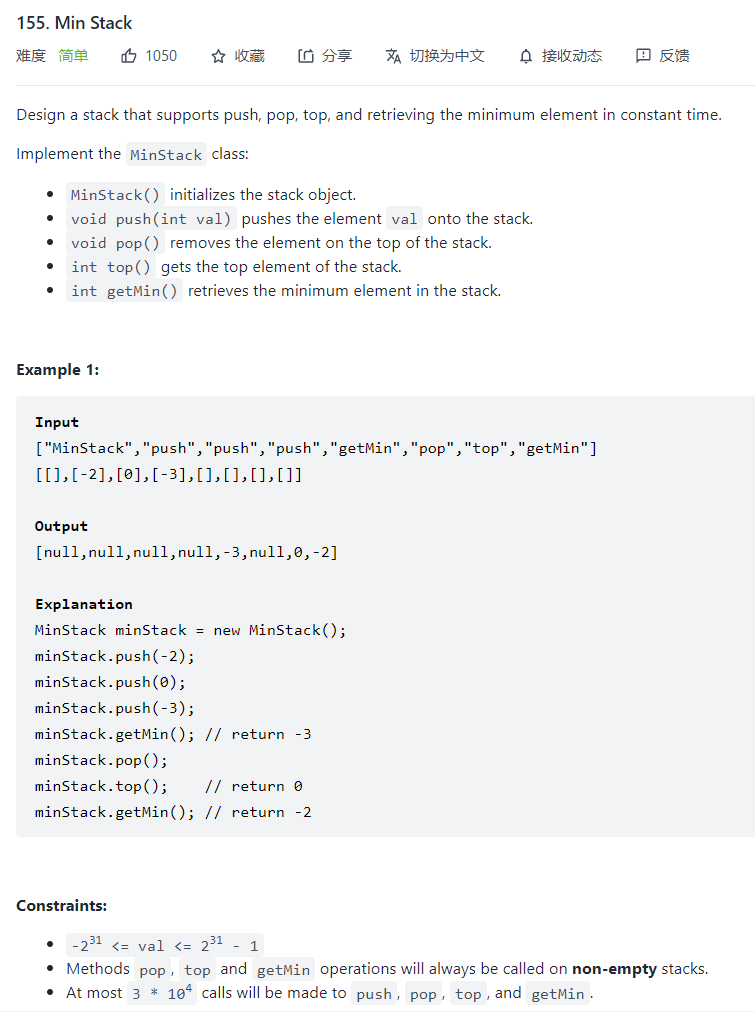 155. Min Stack
难度 简单 1050 收藏 分享 切换为中文 接收动态 反馈
Design a stack that supports push, pop, top, and retrieving the minimum element in constant time.
Implement the MinStack class:
• MinStack() initializes the stack object.
• void push(int val) pushes the element val onto the stack.
• void pop() removes the element on the top of the stack.
• int top() gets the top element of the stack.
• int getMin() retrieves the minimum element in the stack.
Example 1:
Input
["MinStack","push","push","push","getMin","pop","top","getMin"]
[[],[-2],[0],[-3],[],[],[],[]]
Output
[null,null,null,null,-3,null,0,-2]
Explanation
MinStack minStack = new MinStack();
minStack.push(-2);
minStack.push(0);
minStack.push(-3);
minStack.getMin(); // return -3
minStack.pop();
minStack.top();    // return 0
minStack.getMin(); // return -2
Constraints:
• -2³¹ <= val <= 2³¹ - 1
• Methods pop, top and getMin operations will always be called on non-empty stacks.
• At most 3 * 10⁴ calls will be made to push, pop, top, and getMin.